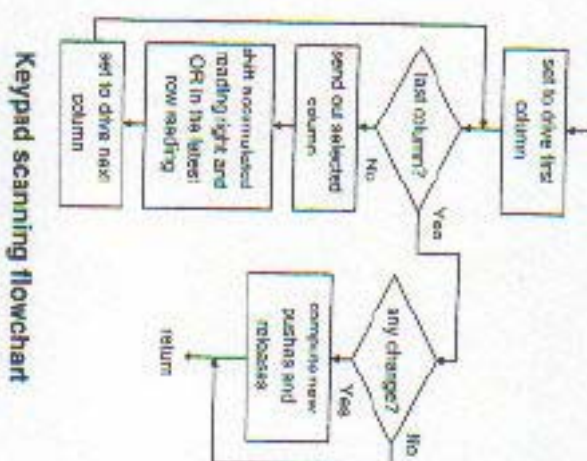 set to drive first
column
last column?
No
Yes
send out selected
column
shift accumulated
reading right and
OR in the latest
row reading
set to drive next
column
any change?
No
Yes
compute new
pushes and
releases
return
Keypad scanning flowchart